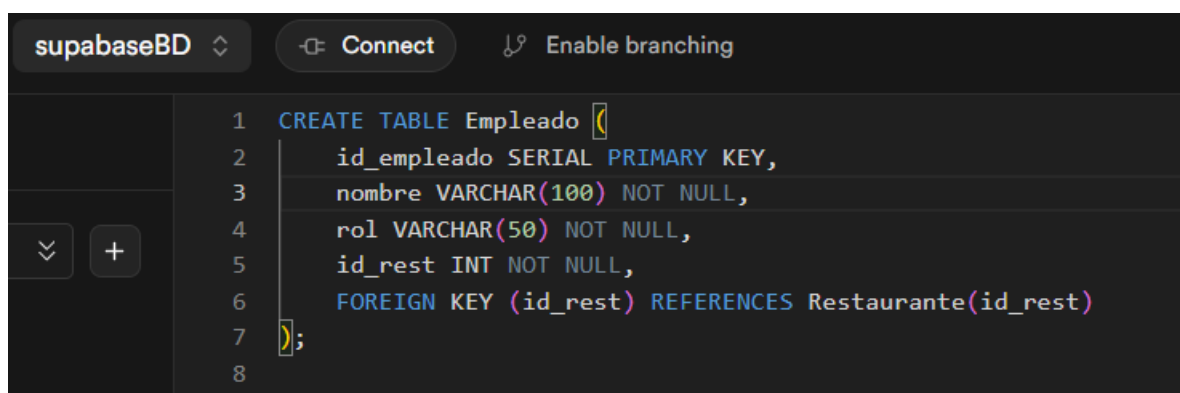 supabaseBD Connect Enable branching
1 CREATE TABLE Empleado (
2 id_empleado SERIAL PRIMARY KEY,
3 nombre VARCHAR(100) NOT NULL,
4 rol VARCHAR(50) NOT NULL,
5 id_rest INT NOT NULL,
6 FOREIGN KEY (id_rest) REFERENCES Restaurante(id_rest)
7 );
8